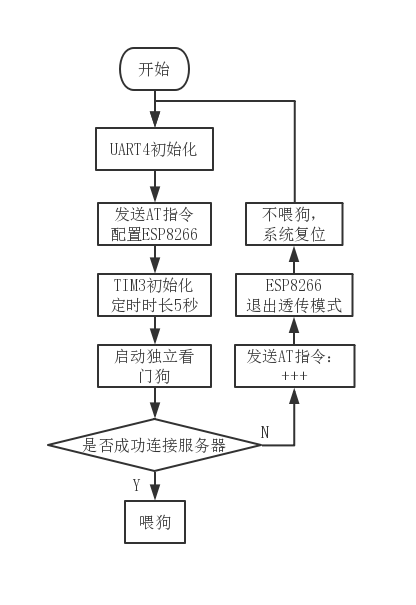 开始
UART4初始化
发送AT指令
配置ESP8266
TIM3初始化
定时时长5秒
启动独立看
门狗
是否成功连接服务器
Y
喂狗
N
发送AT指令:
+++
ESP8266
退出透传模式
不喂狗,
系统复位